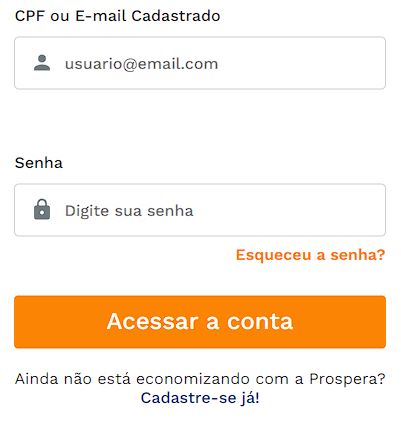 CPF ou E-mail Cadastrado
usuario@email.com
Senha
Digite sua senha
Esqueceu a senha?
Acessar a conta
Ainda não está economizando com a Prospera?
Cadastre-se já!